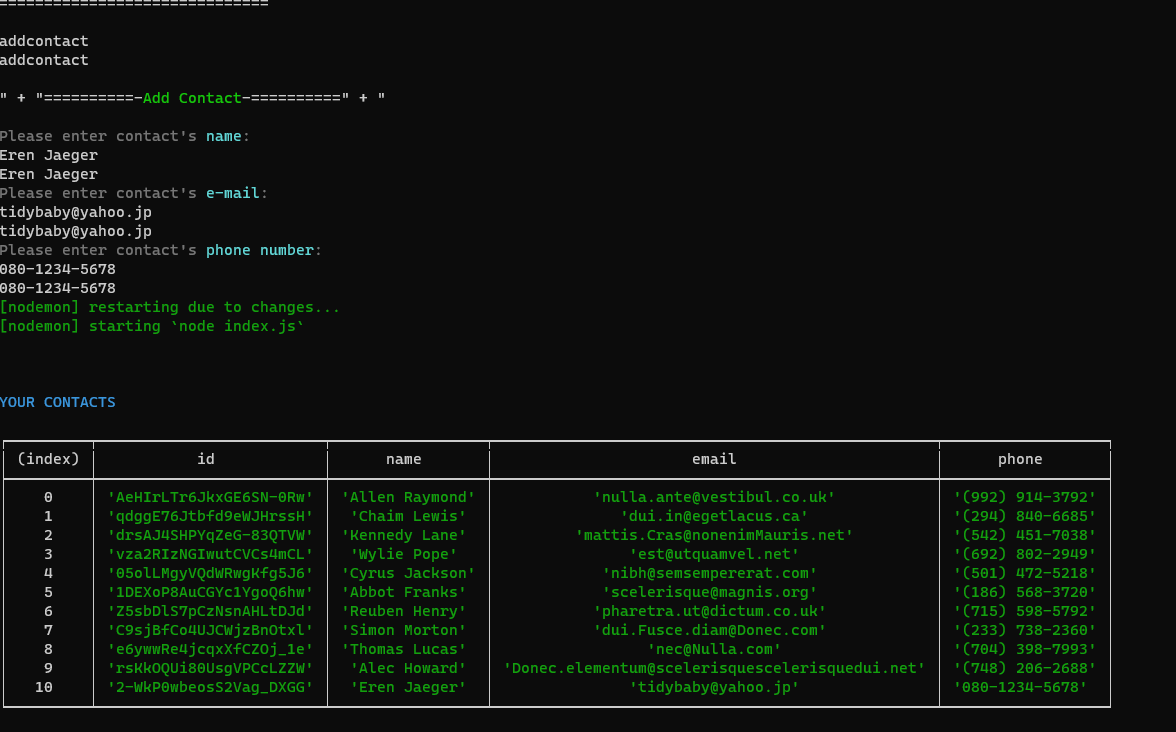 ==============================
addcontact
addcontact
" + "==========-Add Contact-==========" + "
Please enter contact's name:
Eren Jaeger
Eren Jaeger
Please enter contact's e-mail:
tidybaby@yahoo.jp
tidybaby@yahoo.jp
Please enter contact's phone number:
080-1234-5678
080-1234-5678
[nodemon] restarting due to changes...
[nodemon] starting `node index.js`
YOUR CONTACTS
(index) id name email phone
0 'AeHIrLTr6JkxGE6SN-0Rw' 'Allen Raymond' 'nulla.ante@vestibul.co.uk' '(992) 914-3792'
1 'qdggE76Jtbfd9eWJHrssH' 'Chaim Lewis' 'dui.in@egetlacus.ca' '(294) 840-6685'
2 'drsAJ4SHPYqZeG-83QTVW' 'Kennedy Lane' 'mattis.Cras@nonenimMauris.net' '(542) 451-7038'
3 'vza2RIzNGIwutCVCs4mCL' 'Wylie Pope' 'est@utquamvel.net' '(692) 802-2949'
4 '05olLMgyVQdWRwgKfg5J6' 'Cyrus Jackson' 'nibh@semsempererat.com' '(501) 472-5218'
5 '1DEXoP8AuCGYc1YgoQ6hw' 'Abbot Franks' 'scelerisque@magnis.org' '(186) 568-3720'
6 'Z5sbDlS7pCzNsnAHLtDJd' 'Reuben Henry' 'pharetra.ut@dictum.co.uk' '(715) 598-5792'
7 'C9sjBfCo4UJCWjzBnOtxl' 'Simon Morton' 'dui.Fusce.diam@Donec.com' '(233) 738-2360'
8 'e6ywwRe4jcqxXfCZOj_1e' 'Thomas Lucas' 'nec@Nulla.com' '(704) 398-7993'
9 'rsKkOQUi80UsgVPCcLZZW' 'Alec Howard' 'Donec.elementum@scelerisquescelerisquedui.net' '(748) 206-2688'
10 '2-WkP0wbeosS2Vag_DXGG' 'Eren Jaeger' 'tidybaby@yahoo.jp' '080-1234-5678'